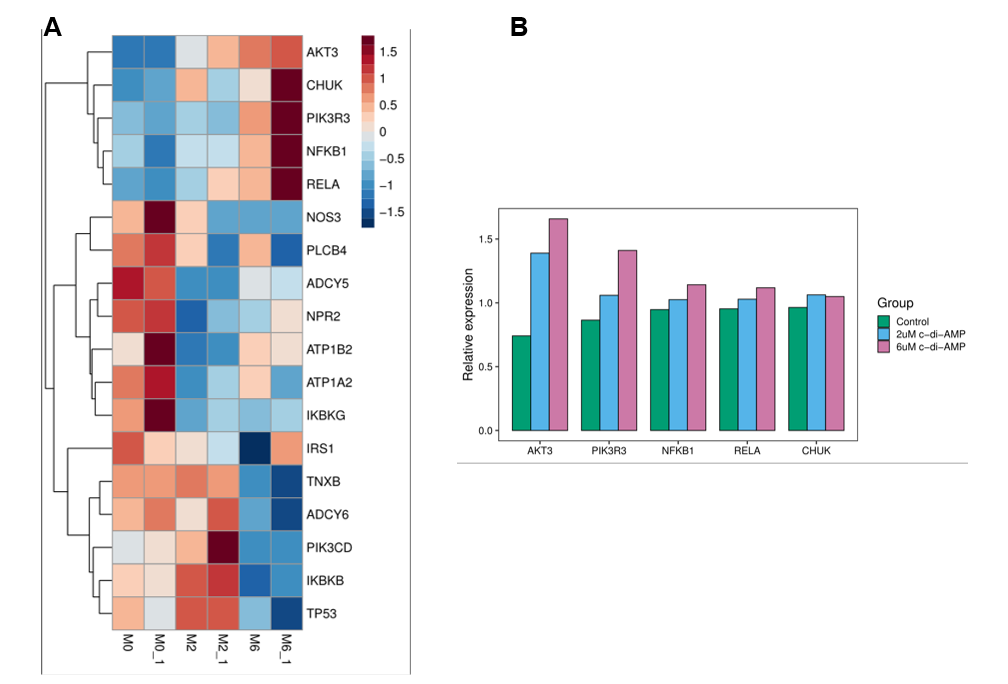 A
B
AKT3
CHUK
PIK3R3
NFKB1
RELA
NOS3
PLCB4
ADCY5
NPR2
ATP1B2
ATP1A2
IKBKG
IRS1
TNXB
ADCY6
PIK3CD
IKBKB
TP53
1.5
1
0.5
0
−0.5
−1
−1.5
M0
M0_1
M2
M2_1
M6
M6_1
Relative expression
1.5
1.0
0.5
0.0
AKT3 PIK3R3 NFKB1 RELA CHUK
Group
Control
2uM c−di−AMP
6uM c−di−AMP